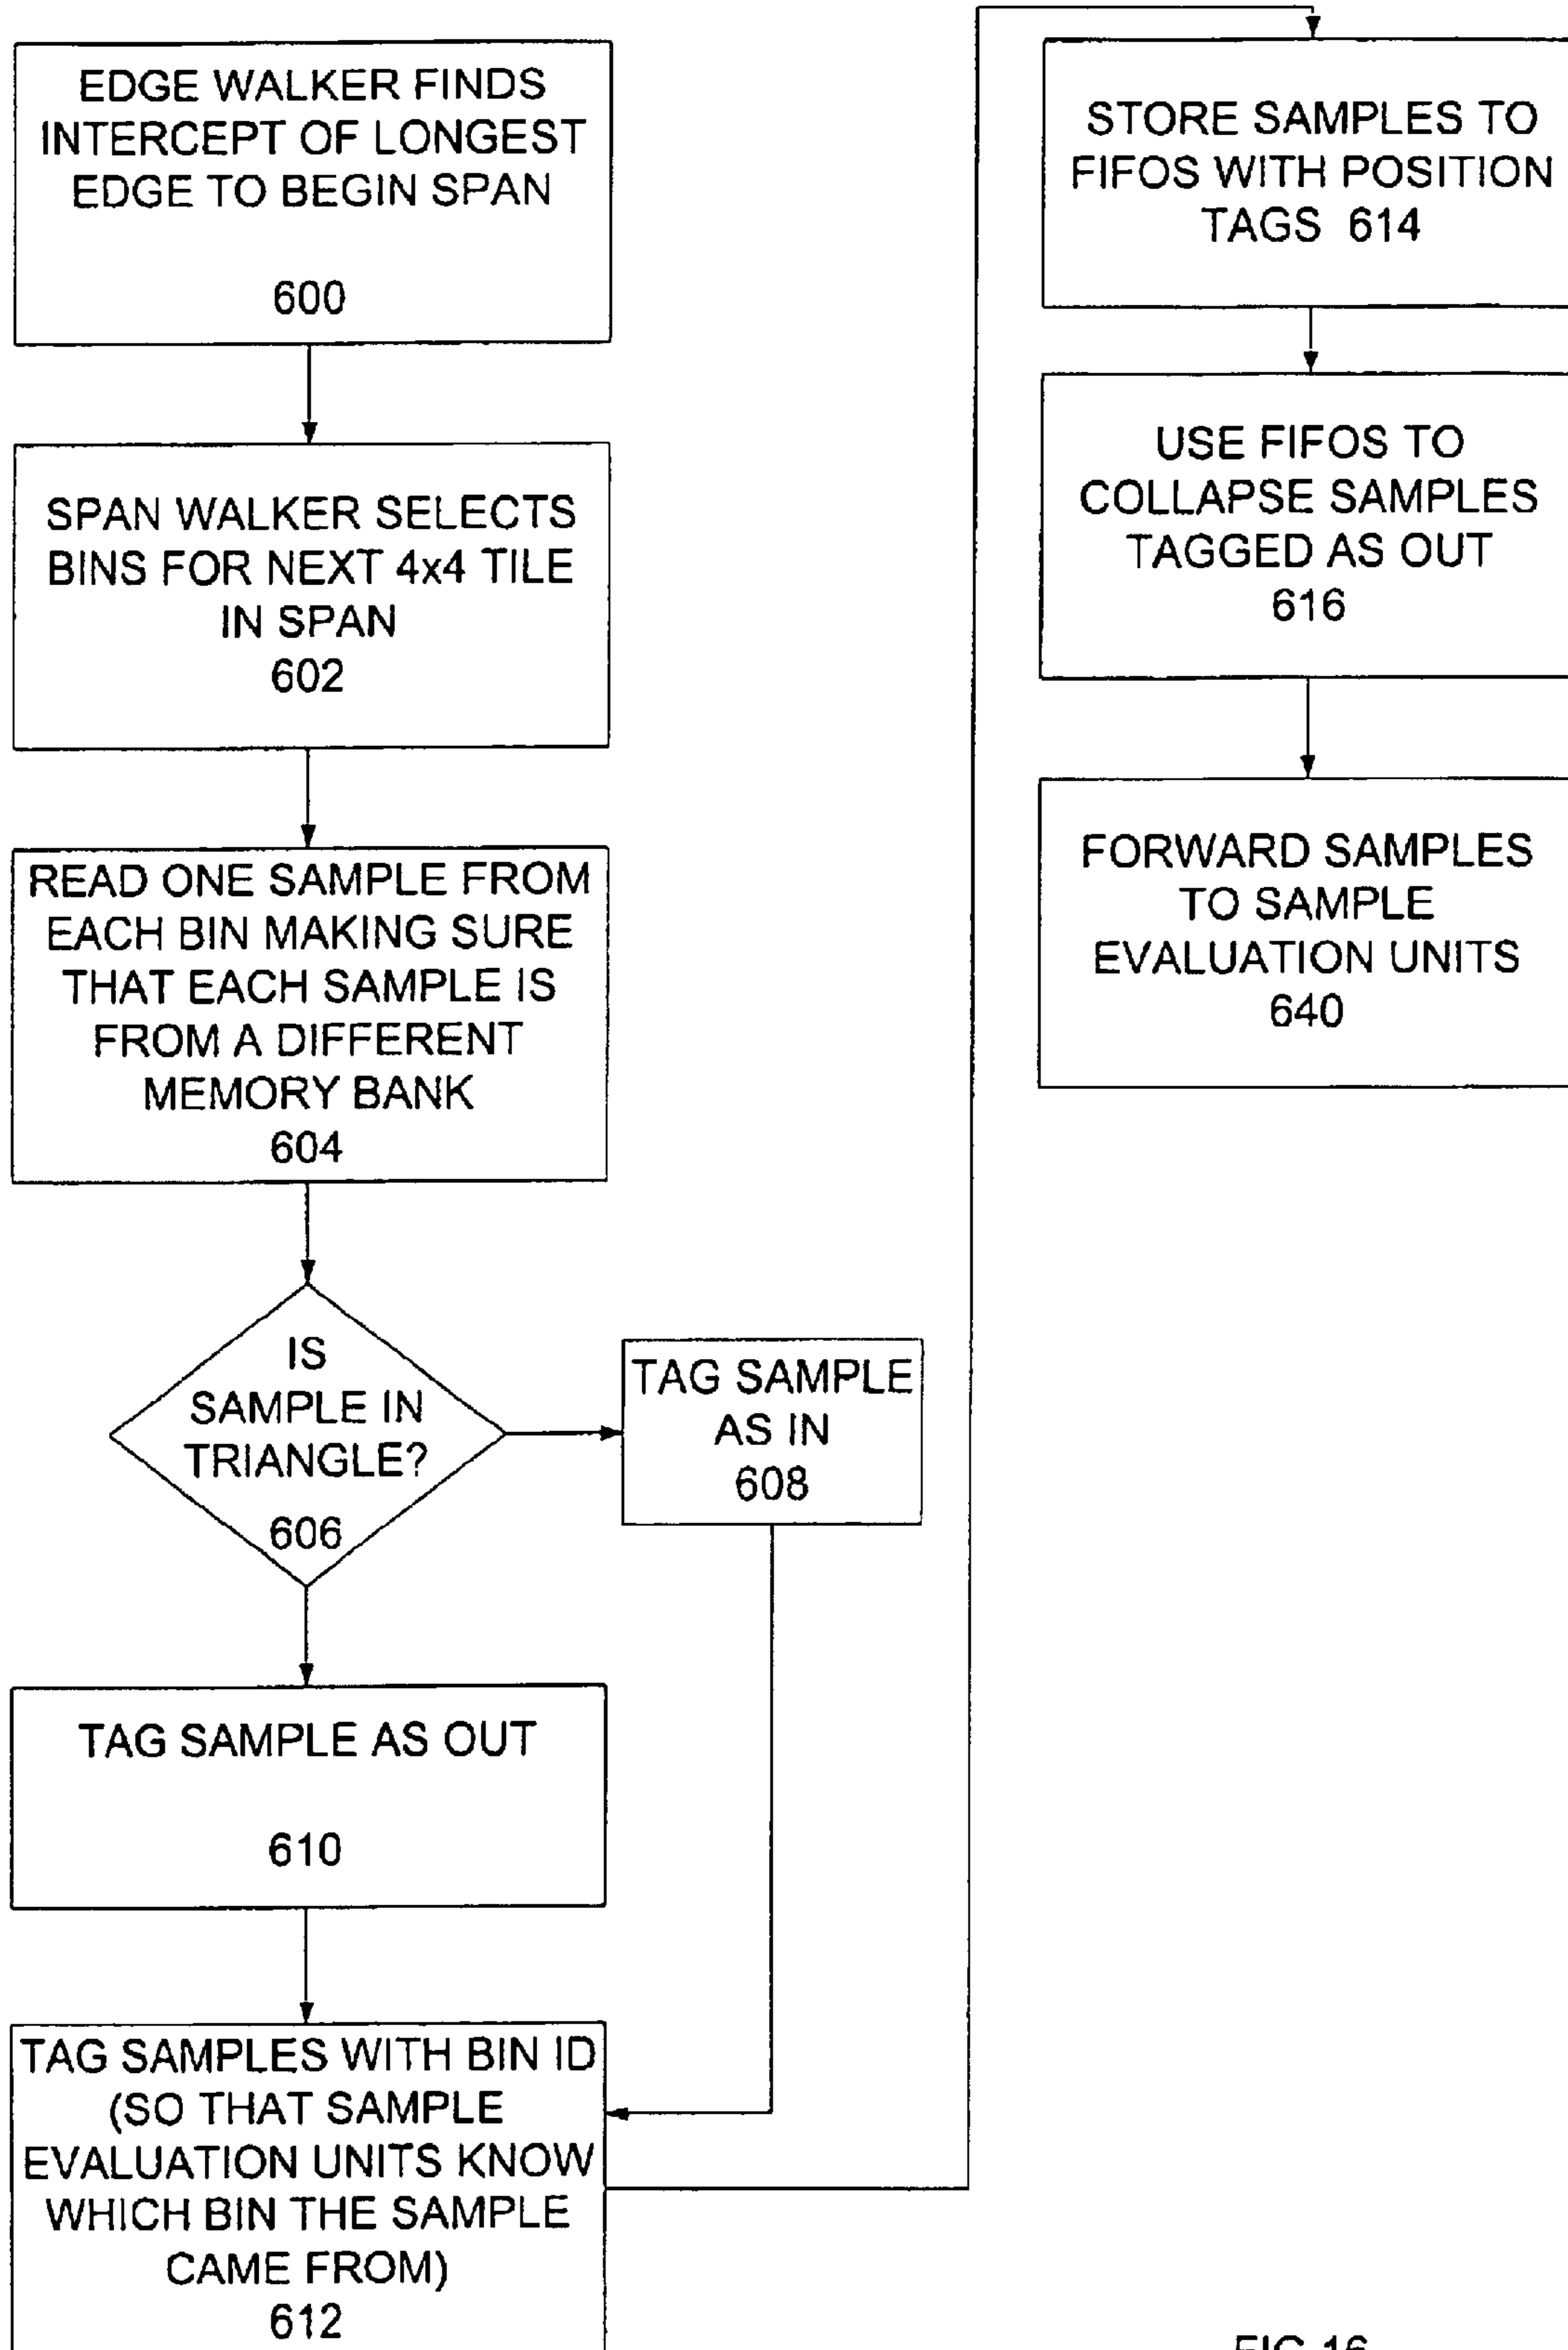 EDGE WALKER FINDS
INTERCEPT OF LONGEST
EDGE TO BEGIN SPAN
600
SPAN WALKER SELECTS
BINS FOR NEXT 4x4 TILE
IN SPAN
602
READ ONE SAMPLE FROM
EACH BIN MAKING SURE
THAT EACH SAMPLE IS
FROM A DIFFERENT
MEMORY BANK
604
IS
SAMPLE IN
TRIANGLE?
606
TAG SAMPLE
AS IN
608
TAG SAMPLE AS OUT
610
TAG SAMPLES WITH BIN ID
(SO THAT SAMPLE
EVALUATION UNITS KNOW
WHICH BIN THE SAMPLE
CAME FROM)
612
STORE SAMPLES TO
FIFOS WITH POSITION
TAGS 614
USE FIFOS TO
COLLAPSE SAMPLES
TAGGED AS OUT
616
FORWARD SAMPLES
TO SAMPLE
EVALUATION UNITS
640
FIG 16